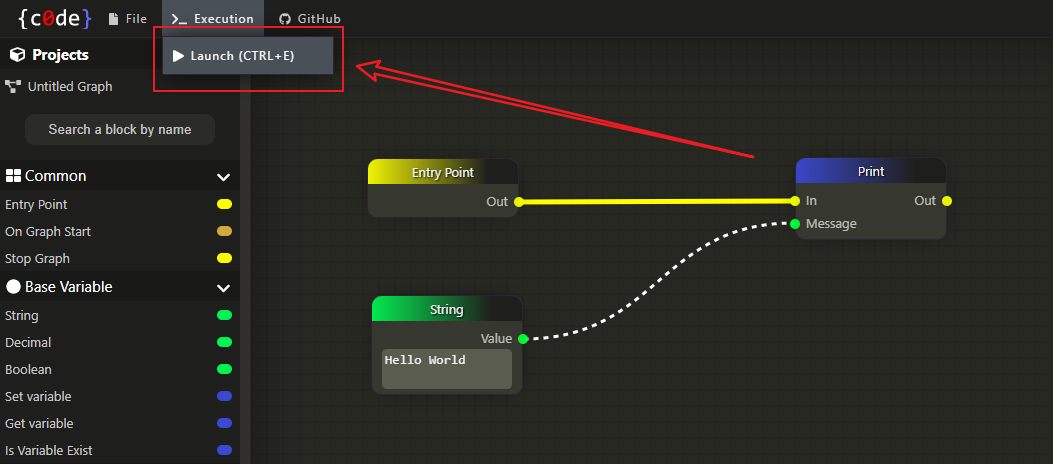 {c0de} File Execution GitHub
Launch (CTRL+E)
Projects
Untitled Graph
Search a block by name
Common
Entry Point
On Graph Start
Stop Graph
Base Variable
String
Decimal
Boolean
Set variable
Get variable
Is Variable Exist
Entry Point
Out
Print
In Out
Message
String
Value
Hello World